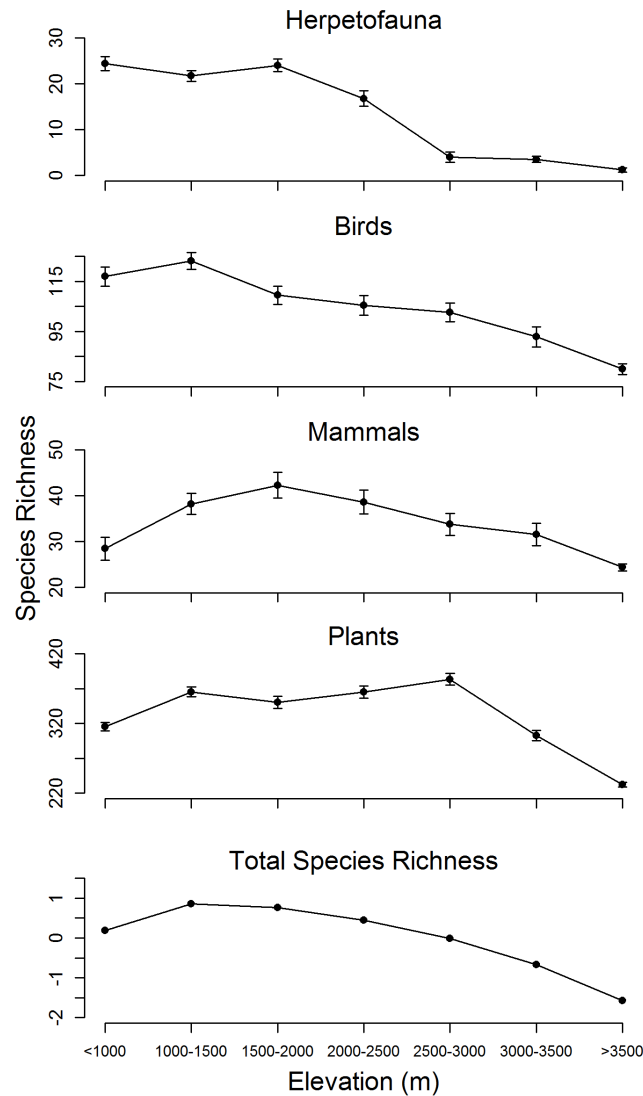 Herpetofauna
30
20
10
0
Birds
115
95
75
Species Richness
Mammals
50
40
30
20
Plants
420
320
220
Total Species Richness
1
0
-1
-2
<1000 1000-1500 1500-2000 2000-2500 2500-3000 3000-3500 >3500
Elevation (m)